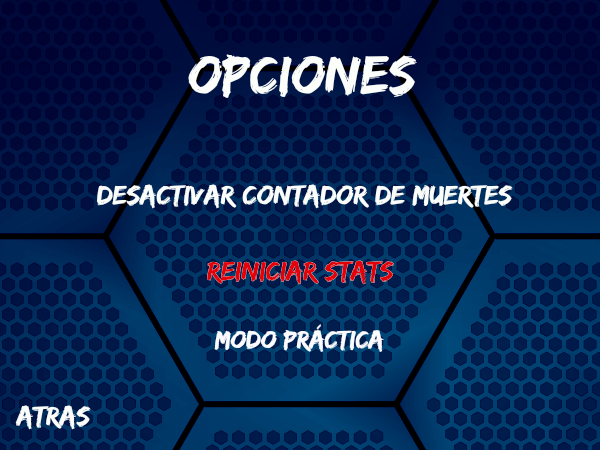 OPCIONES
DESACTIVAR CONTADOR DE MUERTES
REINICIAR STATS
MODO PRÁCTICA
ATRAS